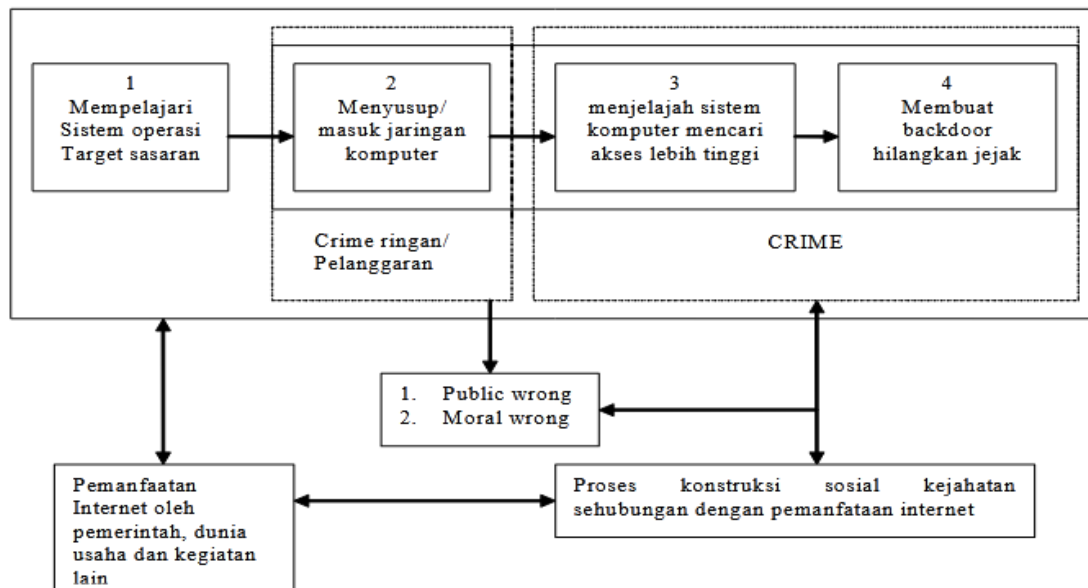 1
Mempelajari
Sistem operasi
Target sasaran
2
Menyusup/
masuk jaringan
komputer
3
menjelajah sistem
komputer mencari
akses lebih tinggi
4
Membuat
backdoor
hilangkan jejak
Crime ringan/
Pelanggaran
CRIME
1. Public wrong
2. Moral wrong
Pemanfaatan
Internet oleh
pemerintah, dunia
usaha dan kegiatan
lain
Proses konstruksi sosial kejahatan
sehubungan dengan pemanfataan internet